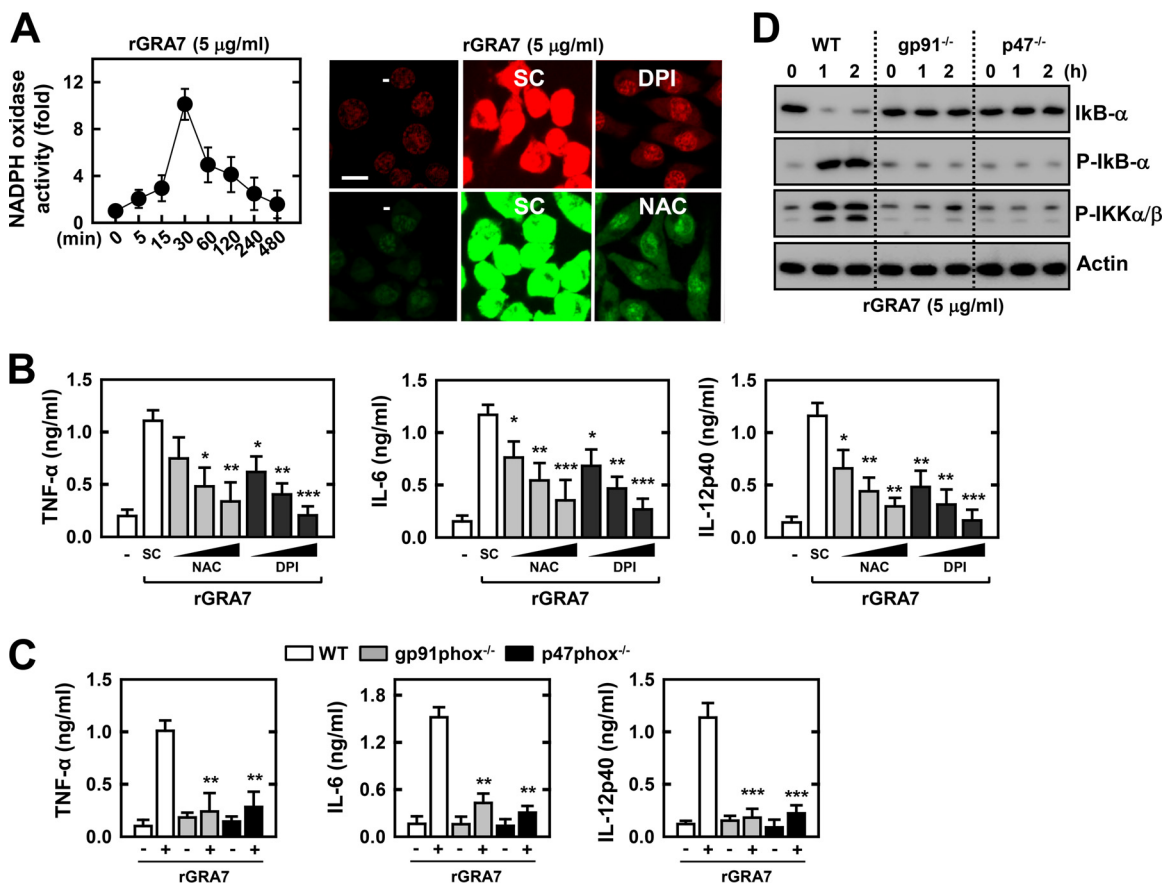 A
rGRA7 (5 μg/ml)
NADPH oxidase
activity (fold)
12
8
4
0
(min)
0 5 15 30 60 120 240 480
rGRA7 (5 μg/ml)
- SC DPI
- SC NAC
D
WT gp91-/- p47-/-
0 1 2 0 1 2 0 1 2 (h)
IkB-α
P-IkB-α
P-IKKα/β
Actin
rGRA7 (5 μg/ml)
B
TNF-α (ng/ml)
1.5
1.0
0.5
0.0
* ** * ** ***
- SC NAC DPI
rGRA7
IL-6 (ng/ml)
1.5
1.0
0.5
0.0
* ** *** * ** ***
- SC NAC DPI
rGRA7
IL-12p40 (ng/ml)
1.5
1.0
0.5
0.0
* ** ** ** ** ***
- SC NAC DPI
rGRA7
C
WT gp91phox-/- p47phox-/-
TNF-α (ng/ml)
1.5
1.0
0.5
0.0
** **
- + - + - +
rGRA7
IL-6 (ng/ml)
1.8
1.2
0.6
0.0
** **
- + - + - +
rGRA7
IL-12p40 (ng/ml)
1.5
1.0
0.5
0.0
*** ***
- + - + - +
rGRA7